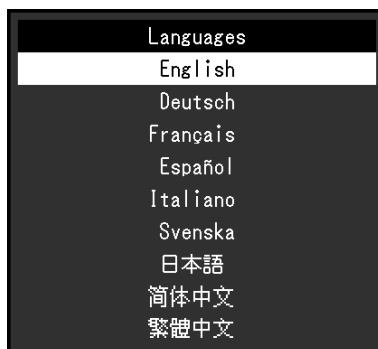 Languages
English
Deutsch
Français
Español
Italiano
Svenska
日本語
简体中文
繁體中文